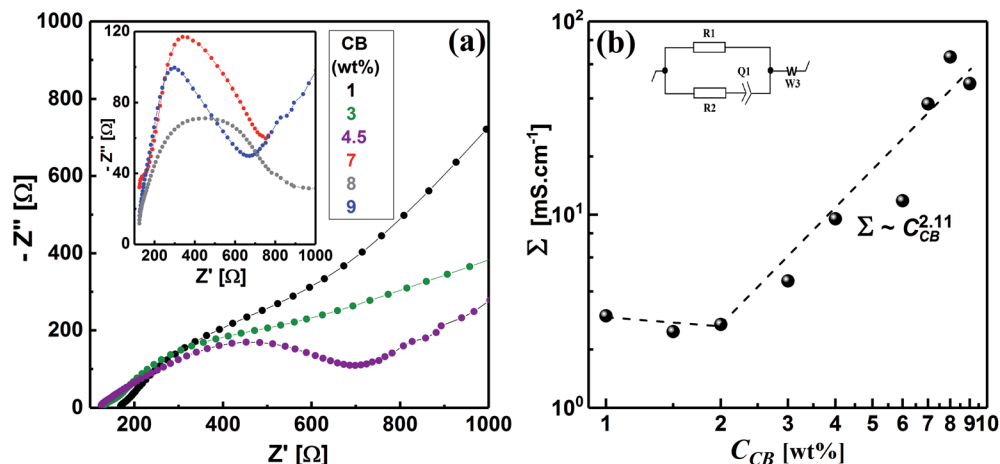 (a)
- Z'' [Ω]
1000
800
600
400
200
0
200
400
600
800
1000
Z' [Ω]
- Z'' [Ω]
120
80
40
0
200
400
600
800
1000
Z' [Ω]
CB
(wt%)
1
3
4.5
7
8
9
(b)
Σ [mS.cm⁻¹]
10²
10¹
10⁰
1
2
3
4
5
6
7
8
9
10
C_CB [wt%]
R1
Q1
R2
W
W3
Σ ~ C_CB^2.11